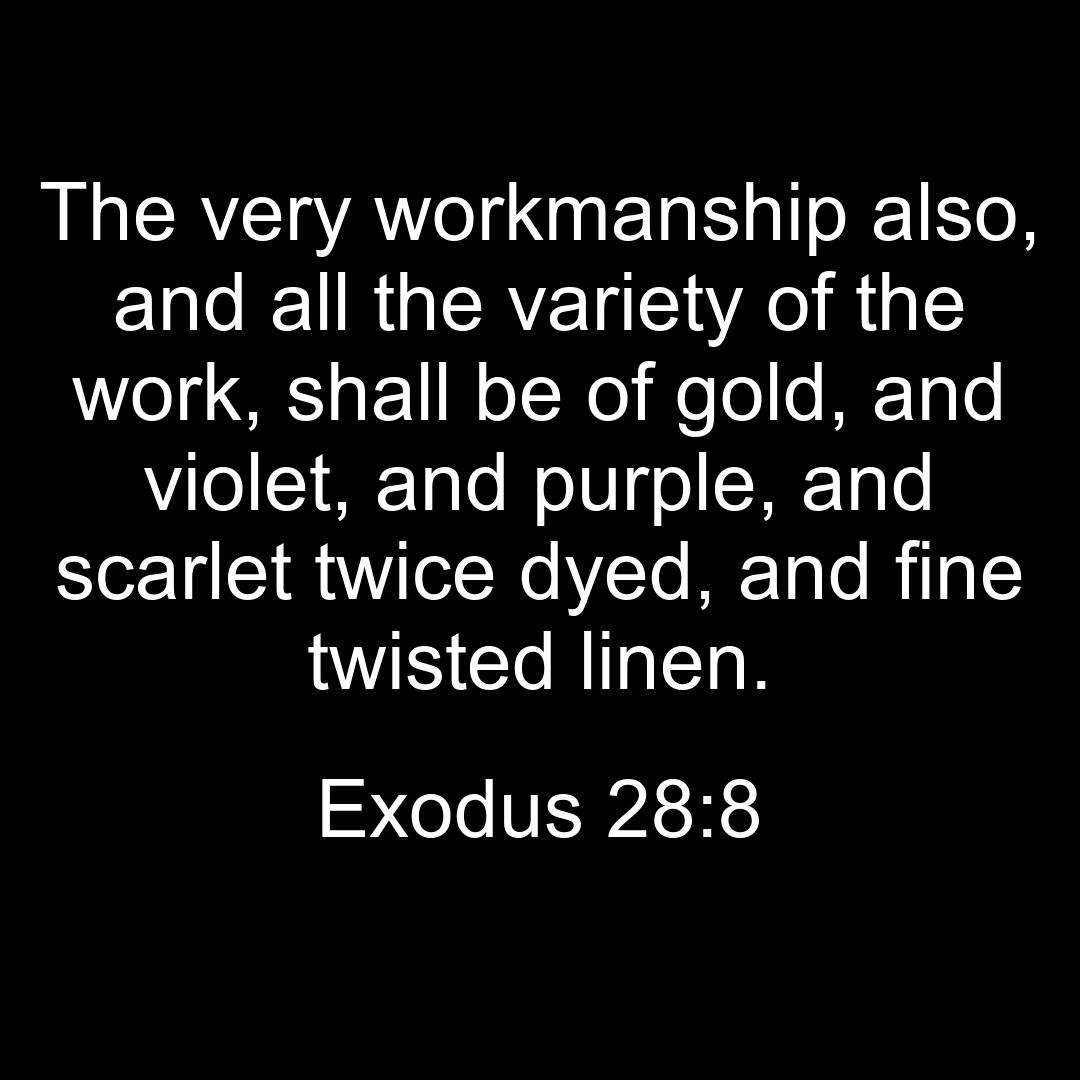 The very workmanship also,
and all the variety of the
work, shall be of gold, and
violet, and purple, and
scarlet twice dyed, and fine
twisted linen.
Exodus 28:8